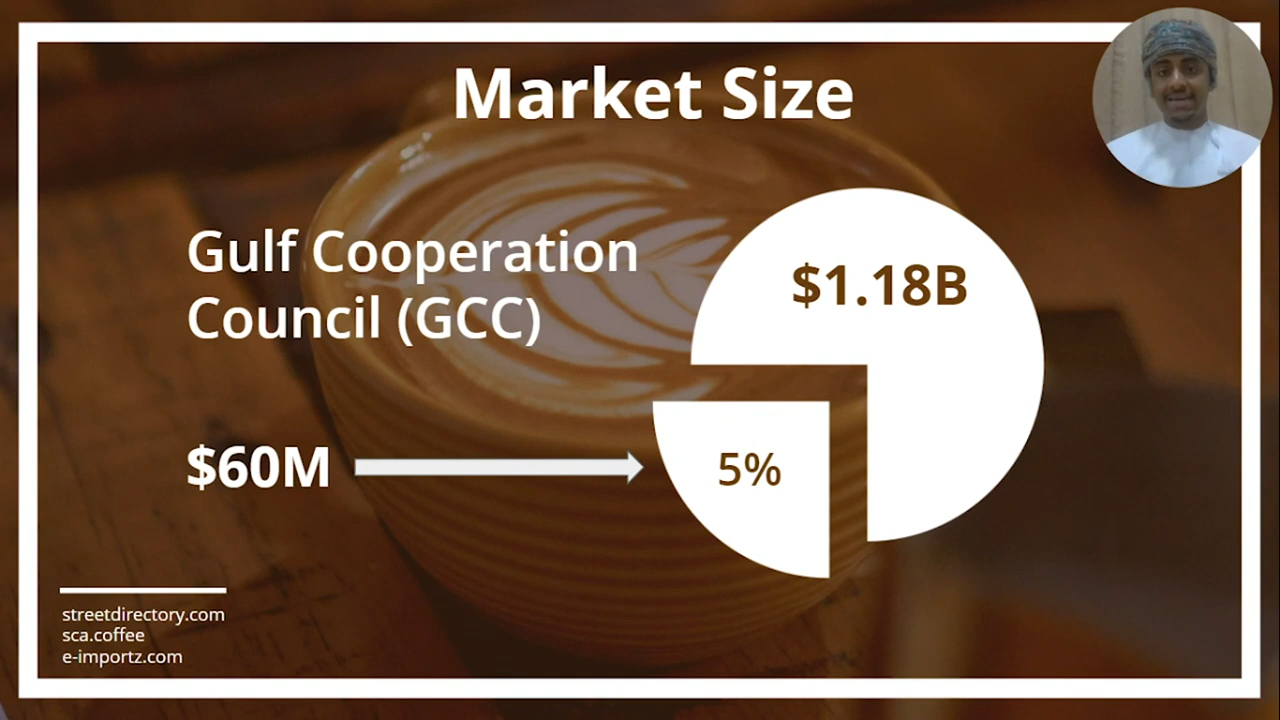 Market Size
Gulf Cooperation
Council (GCC)
$1.18B
$60M
5%
streetdirectory.com
sca.coffee
e-importz.com